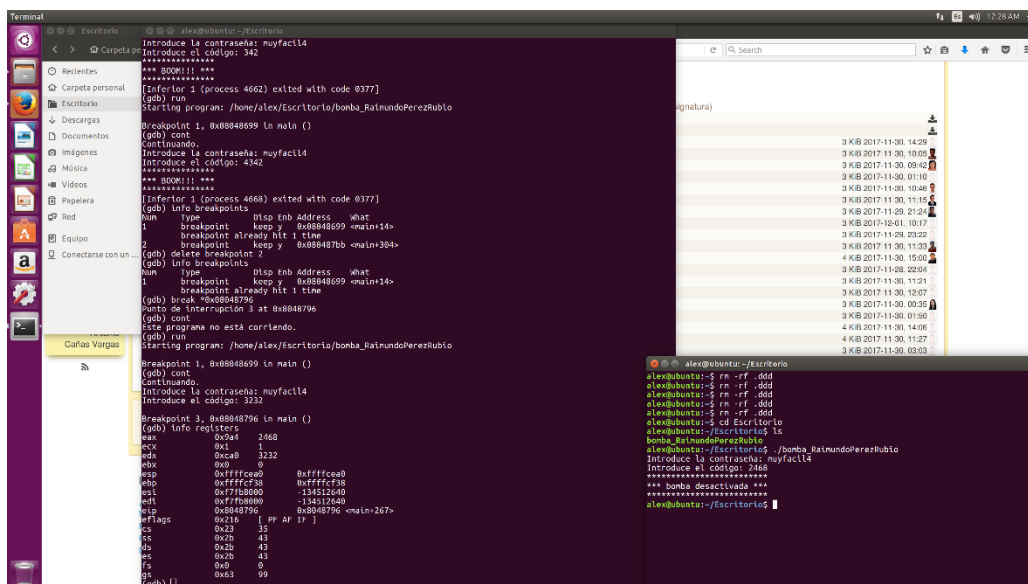 Terminal
Es
12:28 AM
Escritorio
alex@ubuntu: ~/Escritorio
Carpeta pe
Search
Recientes
Carpeta personal
Escritorio
Descargas
Documentos
Imágenes
Música
Vídeos
Papelera
Red
Equipo
Conectarse con un ...
Cañas Vargas
Introduce la contraseña: muyfacil4
Introduce el código: 342
***************
*** BOOM!!! ***
***************
[Inferior 1 (process 4662) exited with code 0377]
(gdb) run
Starting program: /home/alex/Escritorio/bomba_RaimundoPerezRubio
Breakpoint 1, 0x08048699 in main ()
(gdb) cont
Continuando.
Introduce la contraseña: muyfacil4
Introduce el código: 4342
***************
*** BOOM!!! ***
***************
[Inferior 1 (process 4668) exited with code 0377]
(gdb) info breakpoints
Num Type Disp Enb Address What
1 breakpoint keep y 0x08048699 <main+14>
breakpoint already hit 1 time
2 breakpoint keep y 0x080487bb <main+304>
(gdb) delete breakpoint 2
(gdb) info breakpoints
Num Type Disp Enb Address What
1 breakpoint keep y 0x08048699 <main+14>
breakpoint already hit 1 time
(gdb) break *0x08048796
Punto de interrupción 3 at 0x8048796
(gdb) cont
Este programa no está corriendo.
(gdb) run
Starting program: /home/alex/Escritorio/bomba_RaimundoPerezRubio
Breakpoint 1, 0x08048699 in main ()
(gdb) cont
Continuando.
Introduce la contraseña: muyfacil4
Introduce el código: 3232
Breakpoint 3, 0x08048796 in main ()
(gdb) info registers
eax 0x9a4 2468
ecx 0x1 1
edx 0xca0 3232
ebx 0x0 0
esp 0xffffcea0 0xffffcea0
ebp 0xffffcf38 0xffffcf38
esi 0xf7fb8000 -134512640
edi 0xf7fb8000 -134512640
eip 0x8048796 0x8048796 <main+267>
eflags 0x216 [ PF AF IF ]
cs 0x23 35
ss 0x2b 43
ds 0x2b 43
es 0x2b 43
fs 0x0 0
gs 0x63 99
(gdb)
signatura)
3 KiB 2017-11-30, 14:29
3 KiB 2017-11-30, 10:05
3 KiB 2017-11-30, 09:42
3 KiB 2017-11-30, 01:10
3 KiB 2017-11-30, 10:46
3 KiB 2017-11-30, 11:15
3 KiB 2017-11-29, 21:24
3 KiB 2017-12-01, 10:17
3 KiB 2017-11-29, 23:22
3 KiB 2017-11-30, 11:33
4 KiB 2017-11-30, 15:00
3 KiB 2017-11-28, 22:04
3 KiB 2017-11-30, 11:21
3 KiB 2017-11-30, 12:07
3 KiB 2017-11-30, 00:35
3 KiB 2017-11-30, 01:50
4 KiB 2017-11-30, 14:06
4 KiB 2017-11-30, 11:27
3 KiB 2017-11-30, 03:03
alex@ubuntu: ~/Escritorio
alex@ubuntu:~$ rm -rf .ddd
alex@ubuntu:~$ rm -rf .ddd
alex@ubuntu:~$ rm -rf .ddd
alex@ubuntu:~$ rm -rf .ddd
alex@ubuntu:~$ cd Escritorio
alex@ubuntu:~/Escritorio$ ls
bomba_RaimundoPerezRubio
alex@ubuntu:~/Escritorio$ ./bomba_RaimundoPerezRubio
Introduce la contraseña: muyfacil4
Introduce el código: 2468
*************************
*** bomba desactivada ***
*************************
alex@ubuntu:~/Escritorio$